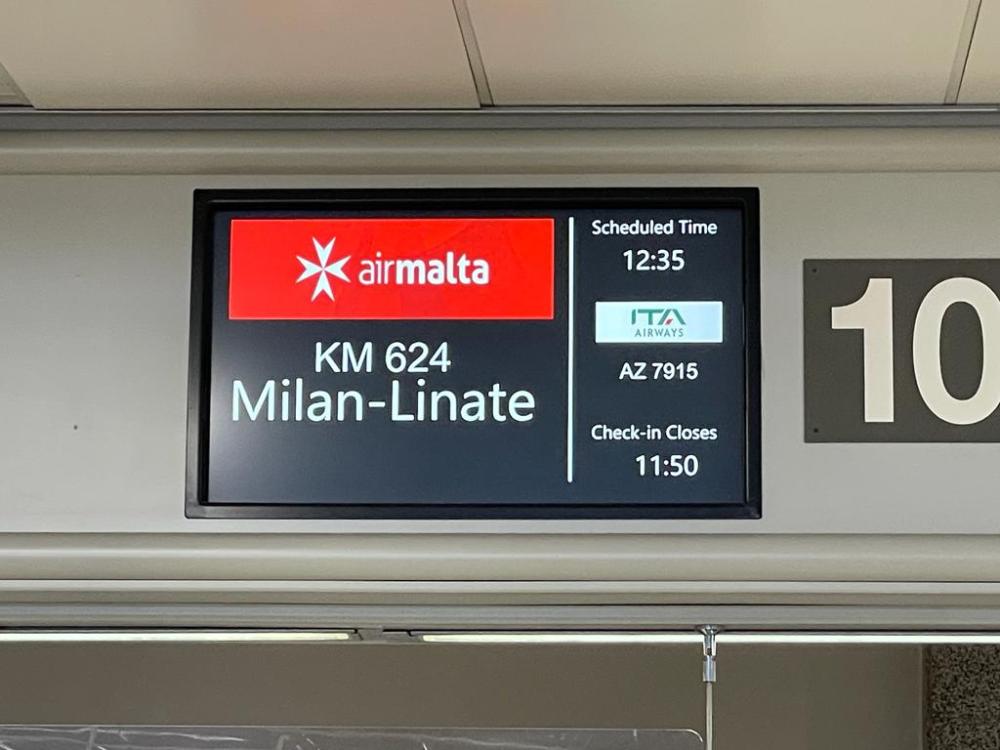 airmalta
KM 624
Milan-Linate
Scheduled Time
12:35
ITA
AIRWAYS
AZ 7915
Check-in Closes
11:50
10